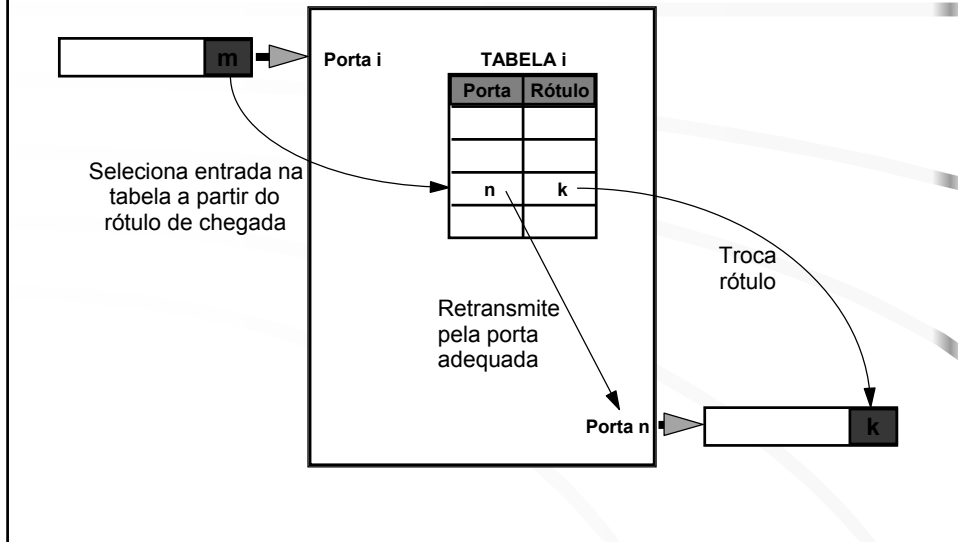 m
Porta i
TABELA i
Porta Rótulo
Seleciona entrada na
tabela a partir do
rótulo de chegada
n k
Troca
rótulo
Retransmite
pela porta
adequada
Porta n
k